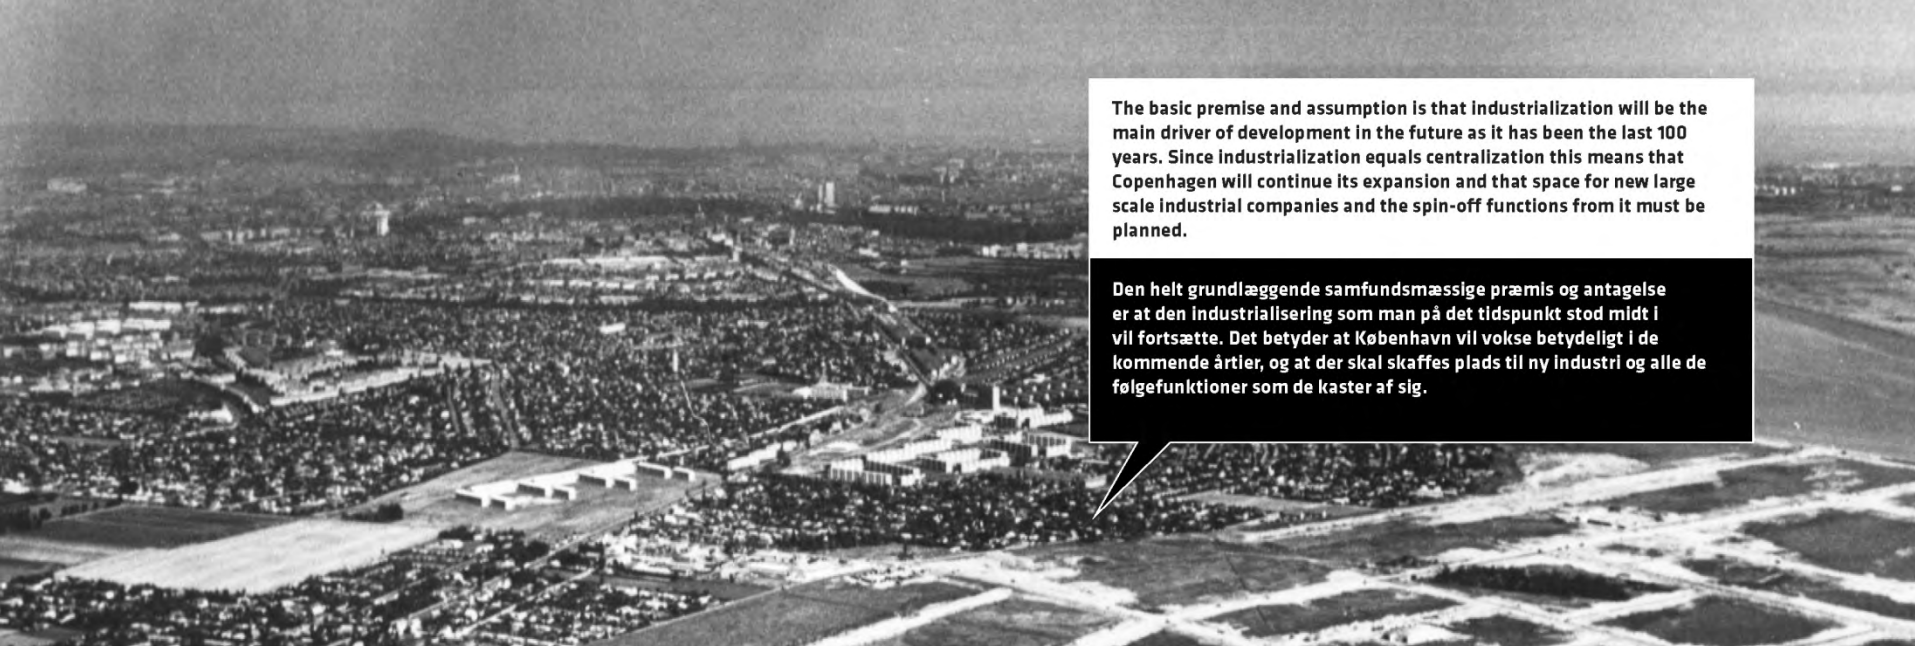 The basic premise and assumption is that industrialization will be the
main driver of development in the future as it has been the last 100
years. Since industrialization equals centralization this means that
Copenhagen will continue its expansion and that space for new large
scale industrial companies and the spin-off functions from it must be
planned.
Den helt grundlæggende samfundsmæssige præmis og antagelse
er at den industrialisering som man på det tidspunkt stod midt i
vil fortsætte. Det betyder at København vil vokse betydeligt i de
kommende årtier, og at der skal skaffes plads til ny industri og alle de
følgefunktioner som de kaster af sig.